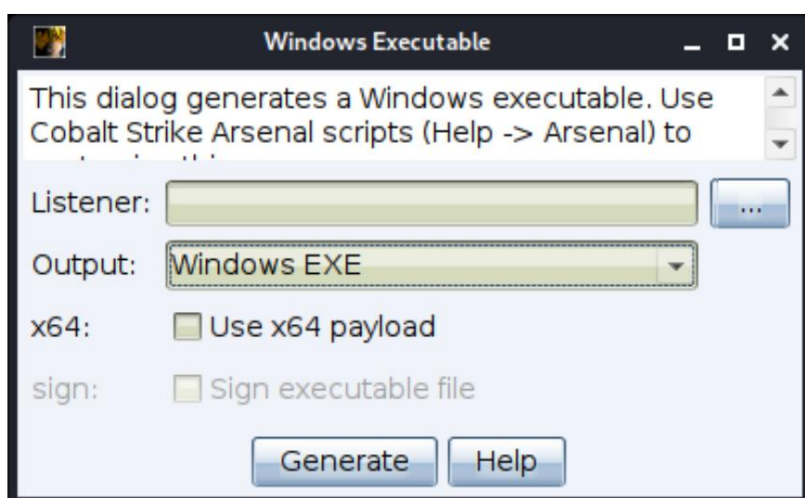 Windows Executable
This dialog generates a Windows executable. Use
Cobalt Strike Arsenal scripts (Help -> Arsenal) to
Listener:
...
Output: Windows EXE
x64: Use x64 payload
sign: Sign executable file
Generate Help